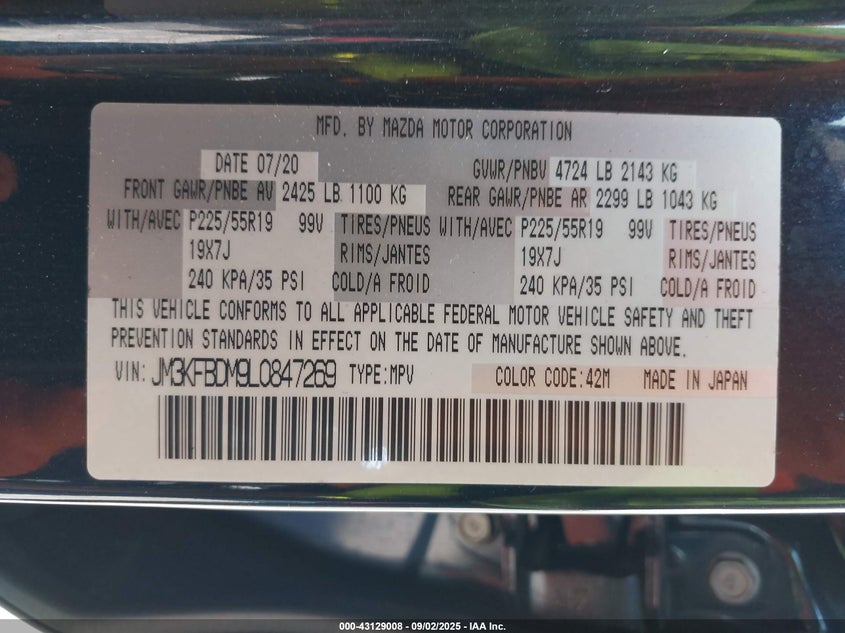 MFD. BY MAZDA MOTOR CORPORATION
DATE 07/20 GVWR/PNBV 4724 LB 2143 KG
FRONT GAWR/PNBE AV 2425 LB 1100 KG REAR GAWR/PNBE AR 2299 LB 1043 KG
WITH/AVEC P225/55R19 99V TIRES/PNEUS WITH/AVEC P225/55R19 99V TIRES/PNEUS
19X7J RIMS/JANTES 19X7J RIMS/JANTES
240 KPA/35 PSI COLD/A FROID 240 KPA/35 PSI COLD/A FROID
THIS VEHICLE CONFORMS TO ALL APPLICABLE FEDERAL MOTOR VEHICLE SAFETY AND THEFT
PREVENTION STANDARDS IN EFFECT ON THE DATE OF MANUFACTURE SHOWN ABOVE.
VIN: JM3KFBDM9L0847269 TYPE:MPV COLOR CODE:42M MADE IN JAPAN
000-43129008 - 09/02/2025 - IAA Inc.